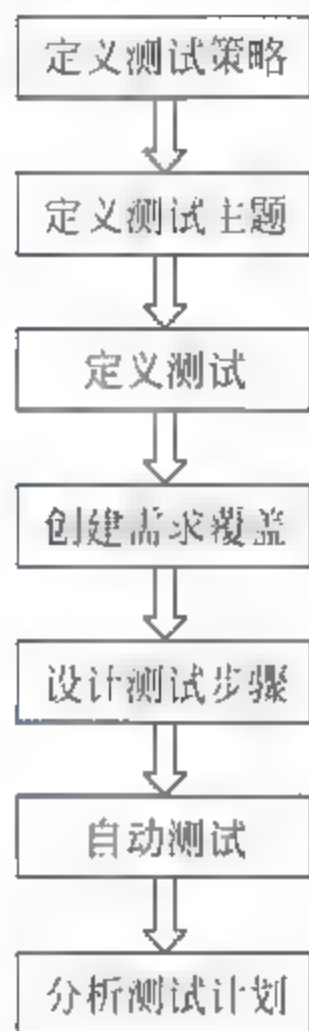 定义测试策略
定义测试主题
定义测试
创建需求覆盖
设计测试步骤
自动测试
分析测试计划